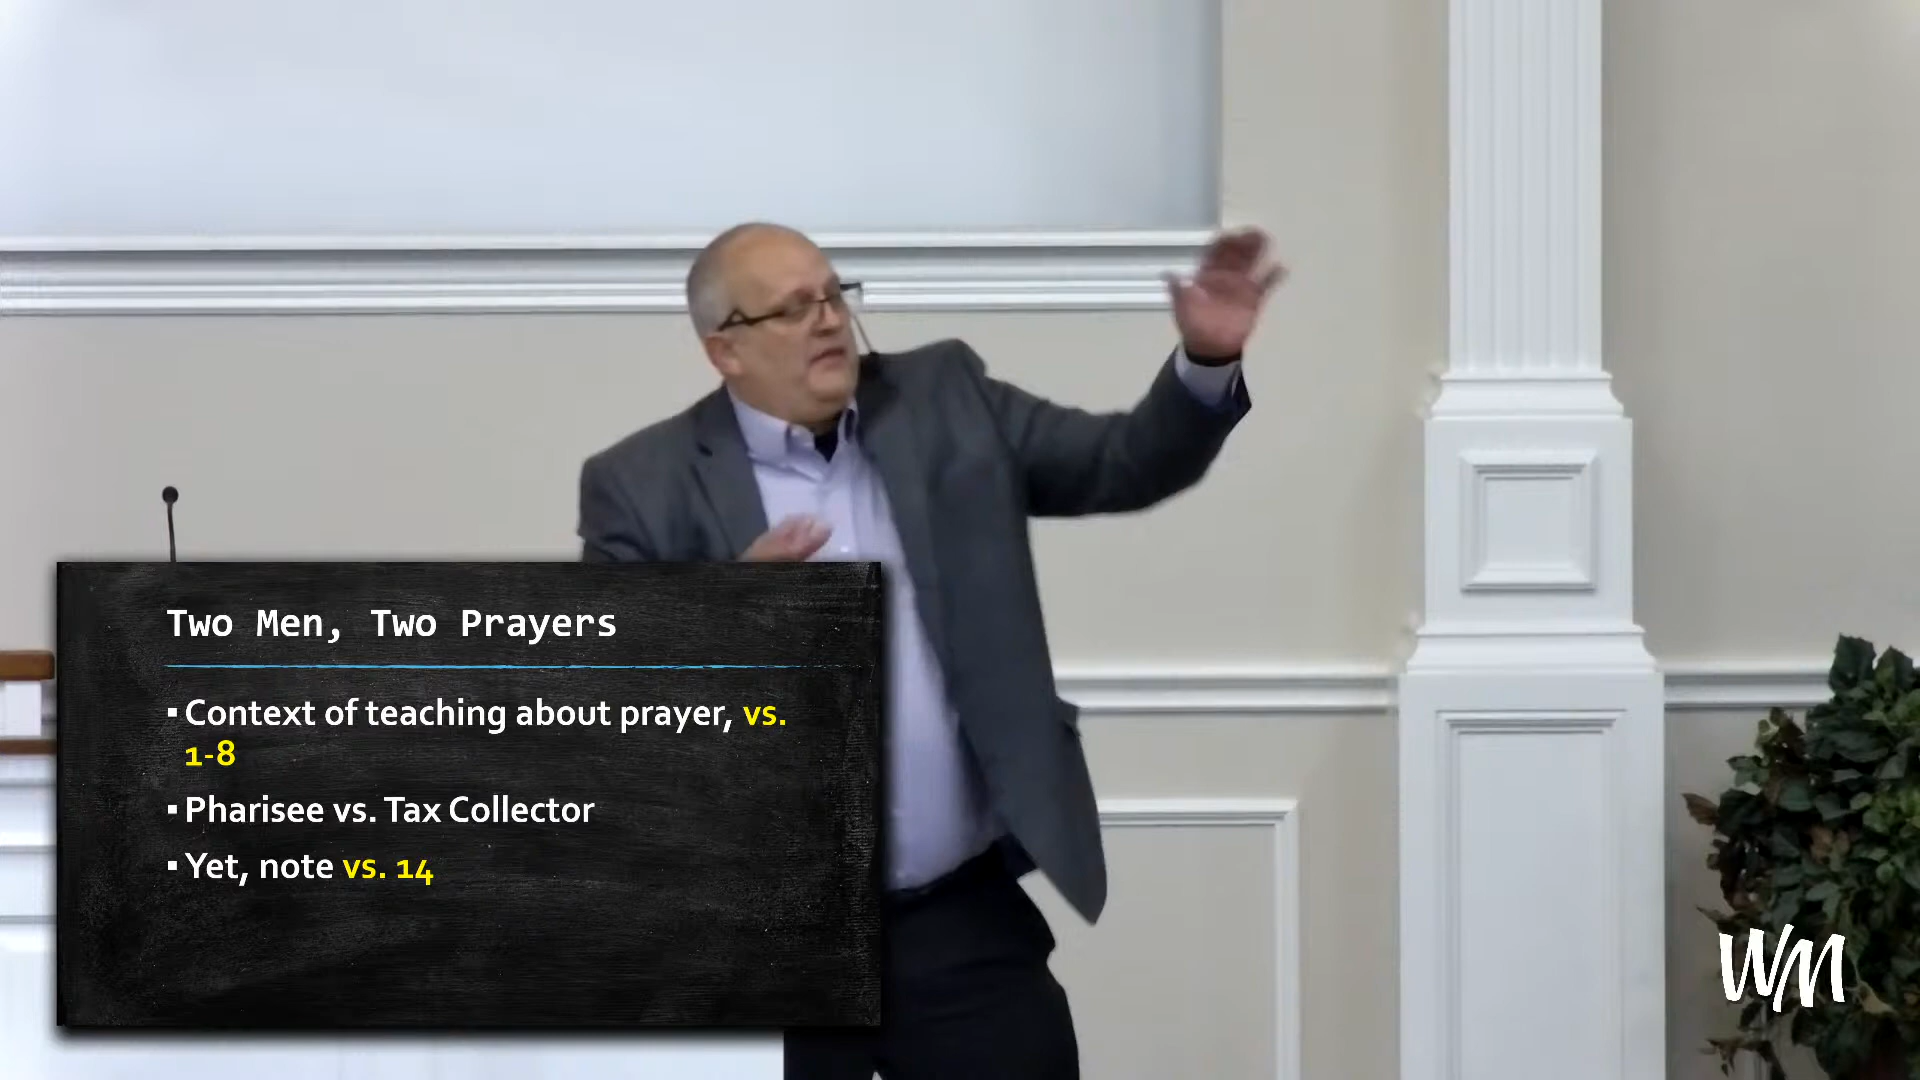 Two Men, Two Prayers
▪ Context of teaching about prayer, vs.
1-8
▪ Pharisee vs. Tax Collector
▪ Yet, note vs. 14
WM